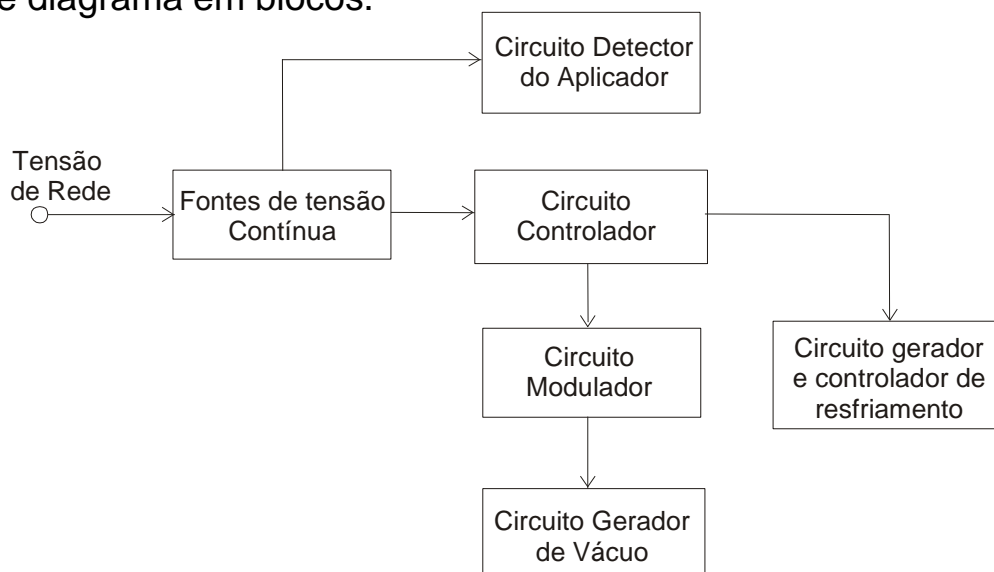 e diagrama em blocos:
Circuito Detector
do Aplicador
Tensão
de Rede
Fontes de tensão
Contínua
Circuito
Controlador
Circuito
Modulador
Circuito gerador
e controlador de
resfriamento
Circuito Gerador
de Vácuo